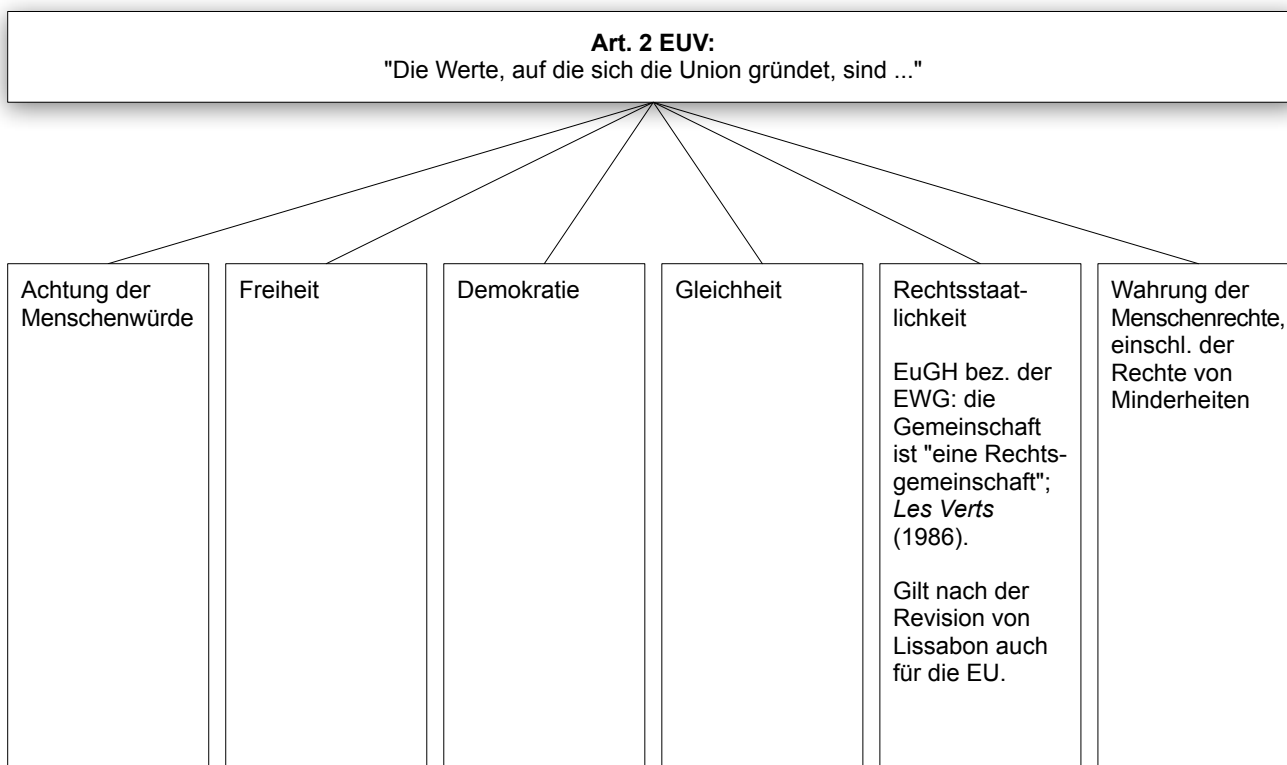 Art. 2 EUV:
"Die Werte, auf die sich die Union gründet, sind ..."
Achtung der
Menschenwürde
Freiheit
Demokratie
Gleichheit
Rechtsstaat-
lichkeit
EuGH bez. der
EWG: die
Gemeinschaft
ist "eine Rechts-
gemeinschaft";
Les Verts
(1986).
Gilt nach der
Revision von
Lissabon auch
für die EU.
Wahrung der
Menschenrechte,
einschl. der
Rechte von
Minderheiten